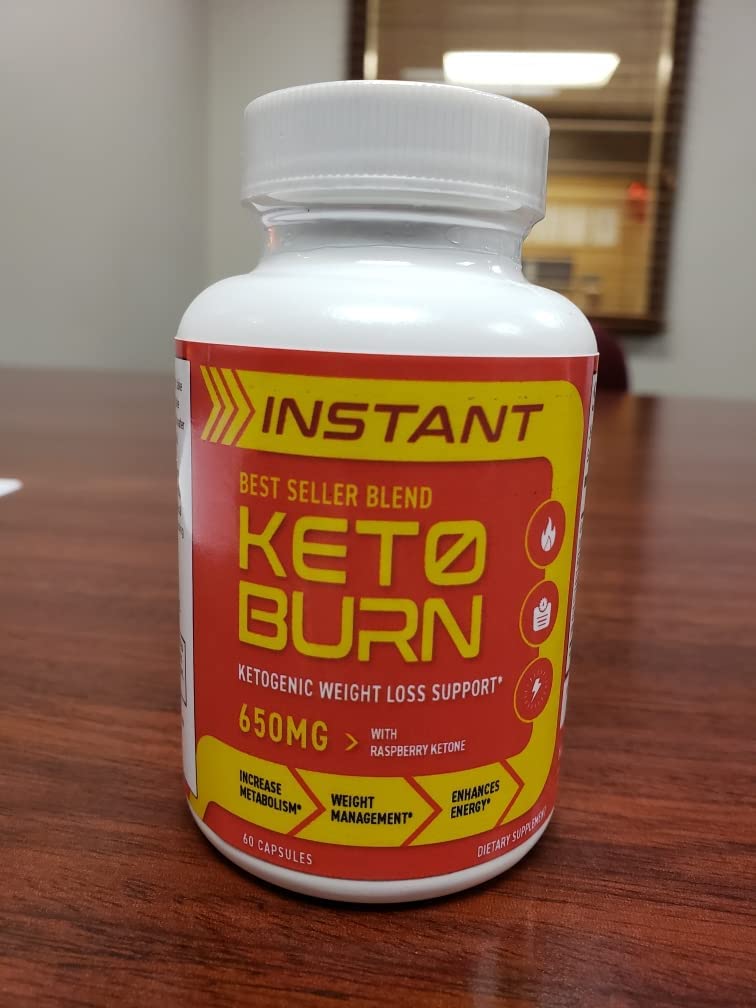 INSTANT
BEST SELLER BLEND
KETO
BURN
KETOGENIC WEIGHT LOSS SUPPORT*
650MG > WITH
RASPBERRY KETONE
INCREASE
METABOLISM*
WEIGHT
MANAGEMENT*
ENHANCES
ENERGY*
60 CAPSULES
DIETARY SUPPLEMENT